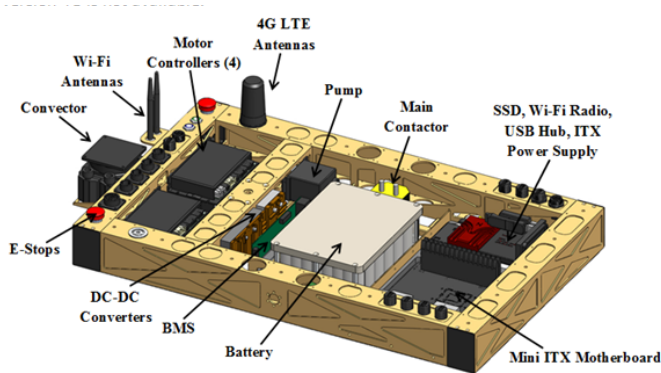 4G LTE
Antennas
Motor
Controllers (4)
Wi-Fi
Antennas
Convector
Pump
Main
Contactor
SSD, Wi-Fi Radio,
USB Hub, ITX
Power Supply
E-Stops
DC-DC
Converters
BMS
Battery
Mini ITX Motherboard